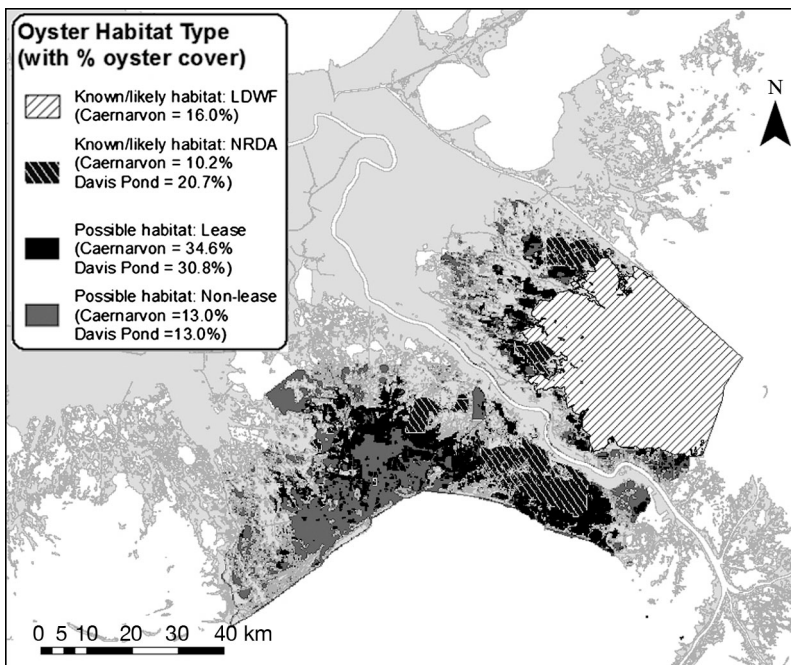 Oyster Habitat Type
(with % oyster cover)
Known/likely habitat: LDWF
(Caernarvon = 16.0%)
Known/likely habitat: NRDA
(Caernarvon = 10.2%
Davis Pond = 20.7%)
Possible habitat: Lease
(Caernarvon = 34.6%
Davis Pond = 30.8%)
Possible habitat: Non-lease
(Caernarvon =13.0%
Davis Pond =13.0%)
N
0 5 10 20 30 40 km